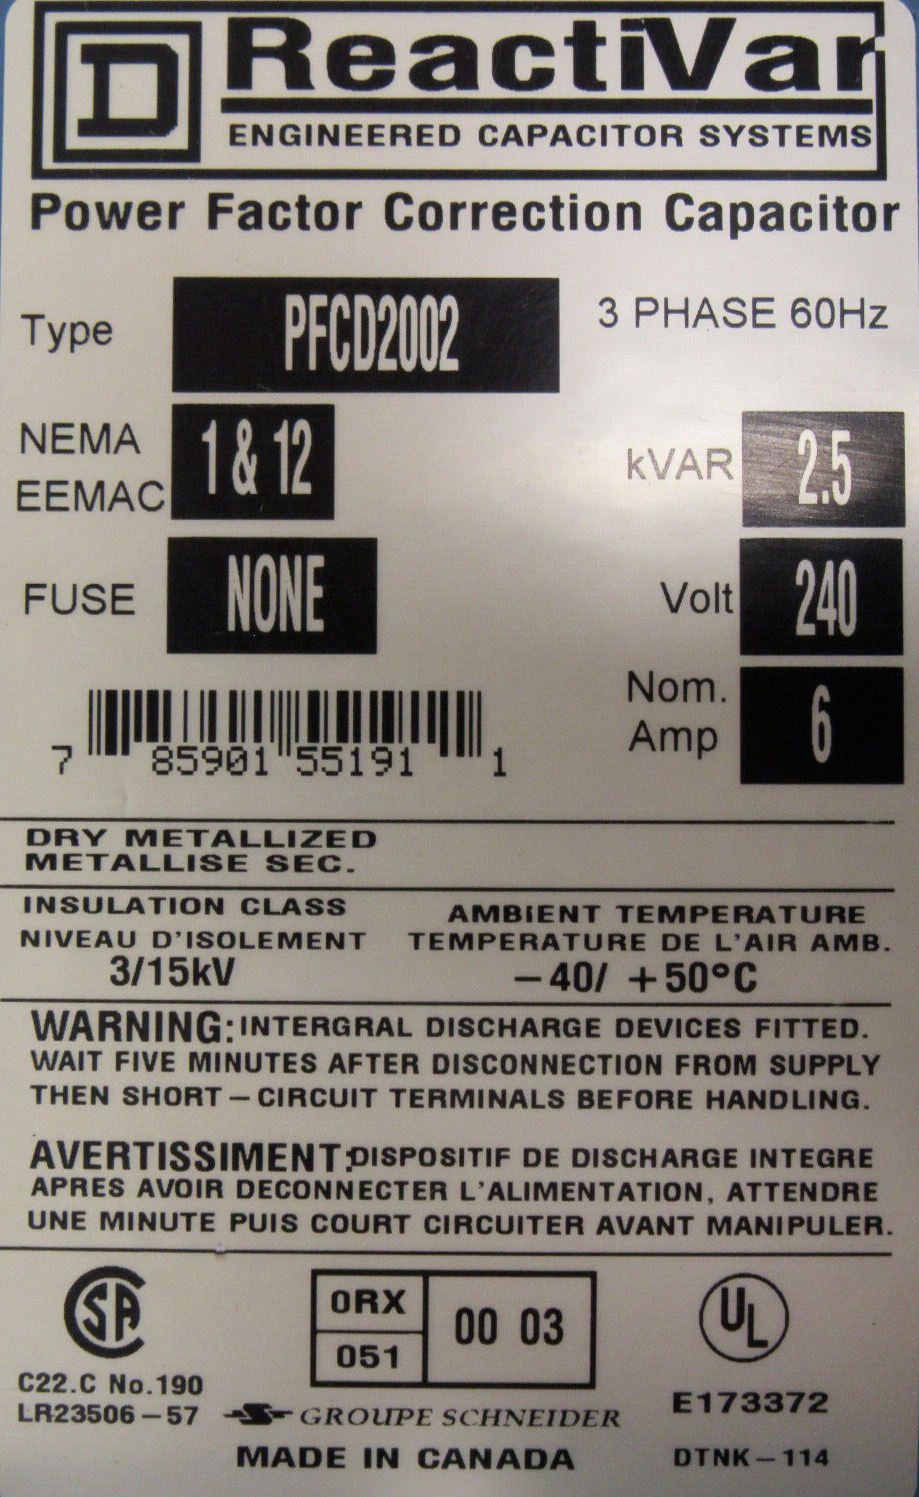 D ReactiVar
ENGINEERED CAPACITOR SYSTEMS
Power Factor Correction Capacitor
Type PFCD2002 3 PHASE 60Hz
NEMA
EEMAC 1 & 12
kVAR 2.5
FUSE NONE
Volt 240
Nom.
Amp 6
7 85901 55191 1
DRY METALLIZED
METALLISE SEC.
INSULATION CLASS
NIVEAU D'ISOLEMENT
3/15kV
AMBIENT TEMPERATURE
TEMPERATURE DE L'AIR AMB.
-40/ +50°C
WARNING: INTERGRAL DISCHARGE DEVICES FITTED.
WAIT FIVE MINUTES AFTER DISCONNECTION FROM SUPPLY
THEN SHORT-CIRCUIT TERMINALS BEFORE HANDLING.
AVERTISSIMENT: DISPOSITIF DE DISCHARGE INTEGRE
APRES AVOIR DECONNECTER L'ALIMENTATION, ATTENDRE
UNE MINUTE PUIS COURT CIRCUITER AVANT MANIPULER.
CSA
C22.C No.190
LR23506-57
0RX
051
00 03
GROUPE SCHNEIDER
MADE IN CANADA
UL
E173372
DTNK-114